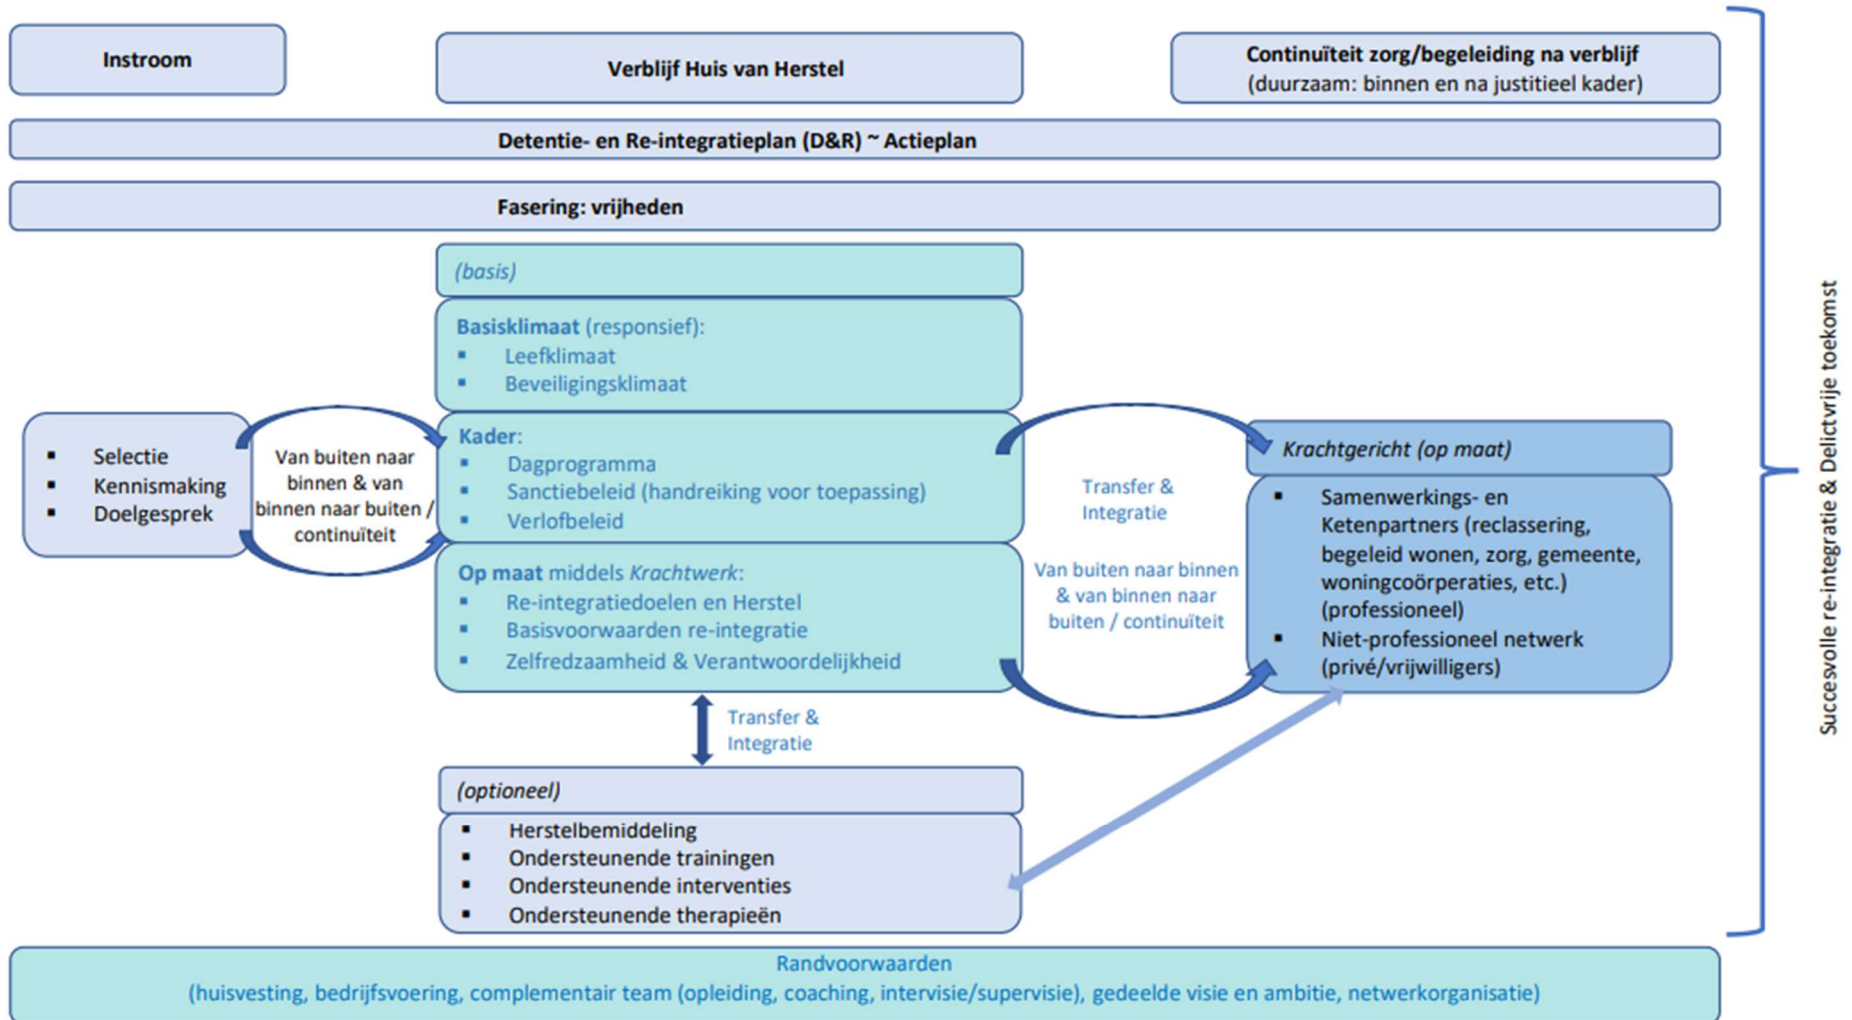 Instroom
Verblijf Huis van Herstel
Continuïteit zorg/begeleiding na verblijf
(duurzaam: binnen en na justitieel kader)
Detentie- en Re-integratieplan (D&R) ~ Actieplan
Fasering: vrijheden
(basis)
Basisklimaat (responsief):
▪ Leefklimaat
▪ Beveiligingsklimaat
▪ Selectie
▪ Kennismaking
▪ Doelgesprek
Van buiten naar
binnen & van
binnen naar buiten /
continuïteit
Kader:
▪ Dagprogramma
▪ Sanctiebeleid (handreiking voor toepassing)
▪ Verlofbeleid
Op maat middels Krachtwerk:
▪ Re-integratiedoelen en Herstel
▪ Basisvoorwaarden re-integratie
▪ Zelfredzaamheid & Verantwoordelijkheid
Transfer &
Integratie
Van buiten naar binnen
& van binnen naar
buiten / continuïteit
Krachtgericht (op maat)
▪ Samenwerkings- en
Ketenpartners (reclassering,
begeleid wonen, zorg, gemeente,
woningcoörperaties, etc.)
(professioneel)
▪ Niet-professioneel netwerk
(privé/vrijwilligers)
Transfer &
Integratie
(optioneel)
▪ Herstelbemiddeling
▪ Ondersteunende trainingen
▪ Ondersteunende interventies
▪ Ondersteunende therapieën
Succesvolle re-integratie & Delictvrije toekomst
Randvoorwaarden
(huisvesting, bedrijfsvoering, complementair team (opleiding, coaching, intervisie/supervisie), gedeelde visie en ambitie, netwerkorganisatie)